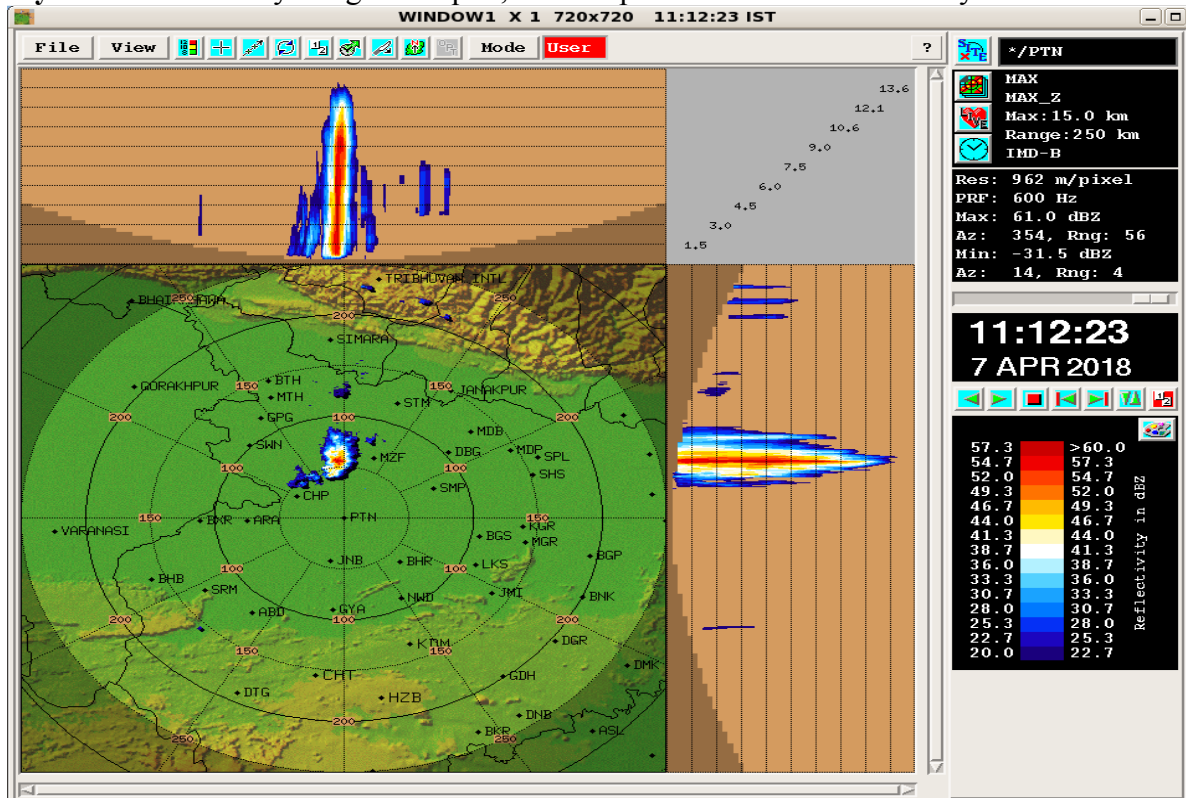 WINDOW1 X 1 720x720 11:12:23 IST
File View Mode User ?
*/PTN
MAX
MAX_Z
Max:15.0 km
Range:250 km
IMD-B
Res: 962 m/pixel
PRF: 600 Hz
Max: 61.0 dBZ
Az: 354, Rng: 56
Min: -31.5 dBZ
Az: 14, Rng: 4
13.6
12.1
10.6
9.0
7.5
6.0
4.5
3.0
1.5
TRIBHUVAN_INTL
250 250
200
SIMARA
GORAKHPUR 150 BTH 150 JANAKPUR
MTH STM
200 GPG 100 200
SWN MDB
MZF DBG MDP SPL
100 100 SHS
CHP SMP
150 BXR ARA PTN 150 KGR
VARANASI BGS MGR
JNB BHR BGP
100 100 LKS
BHB SRM NWD JMI BNK
ABD GYA
200 100 200
150 KDM 150 DGR
CHT GDH DMK
DTG HZB
200 DNB
250 BKR 250 ASL
11:12:23
7 APR 2018
57.3 >60.0
54.7 57.3
52.0 54.7
49.3 52.0
46.7 49.3
44.0 46.7
41.3 44.0
38.7 41.3
36.0 38.7
33.3 36.0
30.7 33.3
28.0 30.7
25.3 28.0
22.7 25.3
20.0 22.7
Reflectivity in dBZ